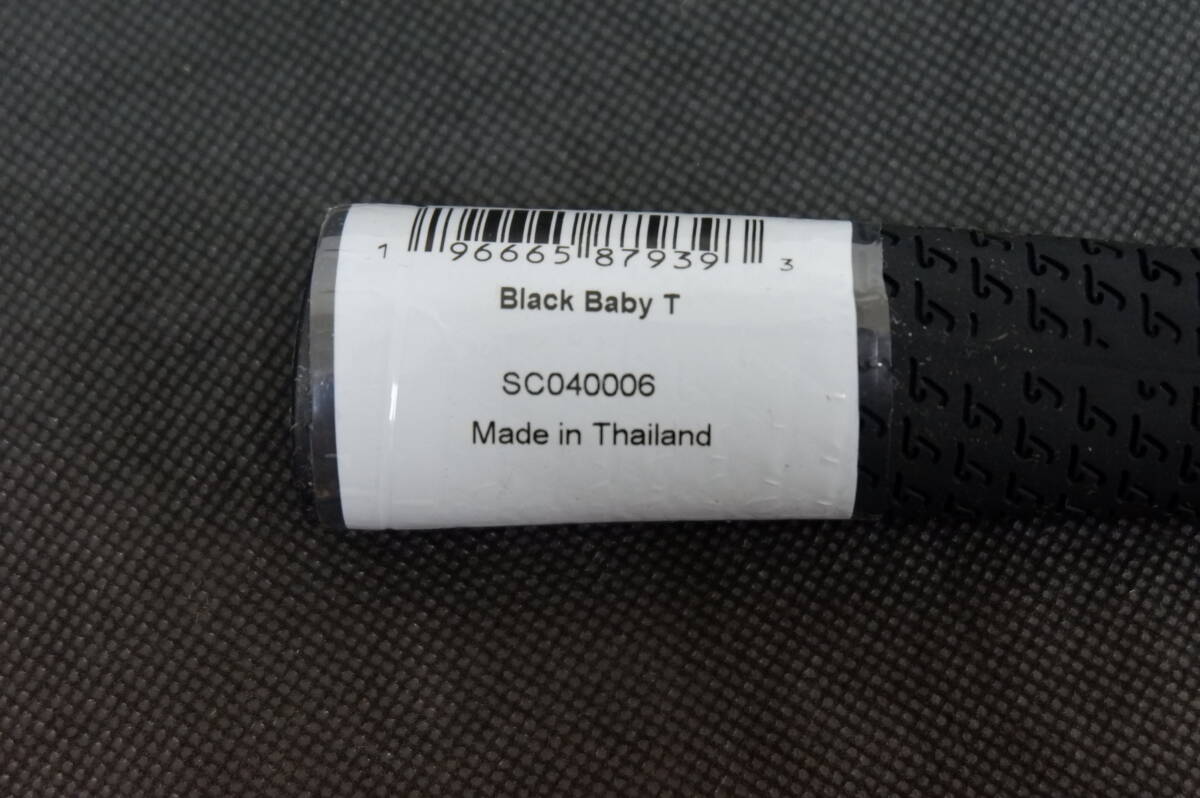 1 96665 87939 3
Black Baby T
SC040006
Made in Thailand